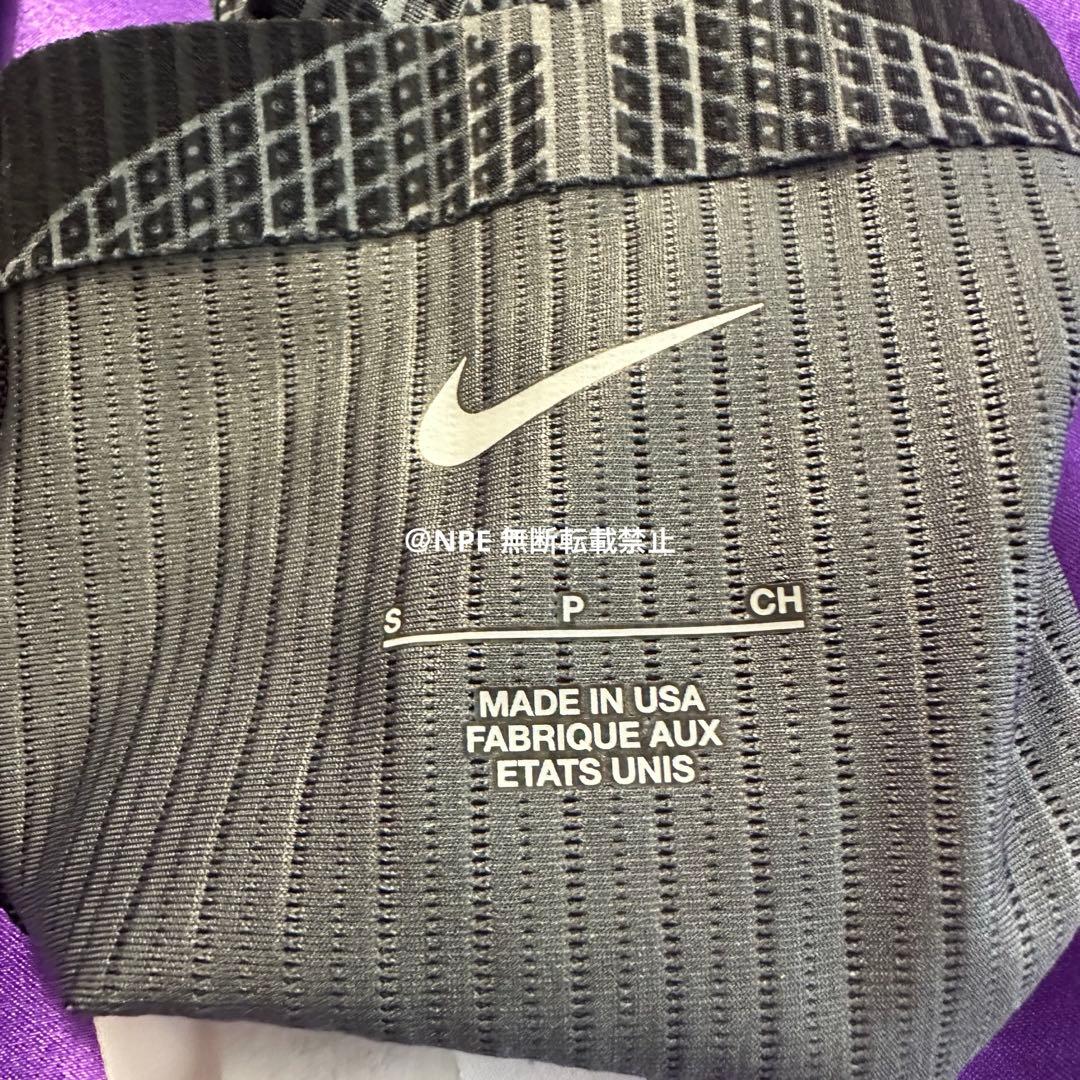 @NPE 無断転載禁止
S P CH
MADE IN USA
FABRIQUE AUX
ETATS UNIS